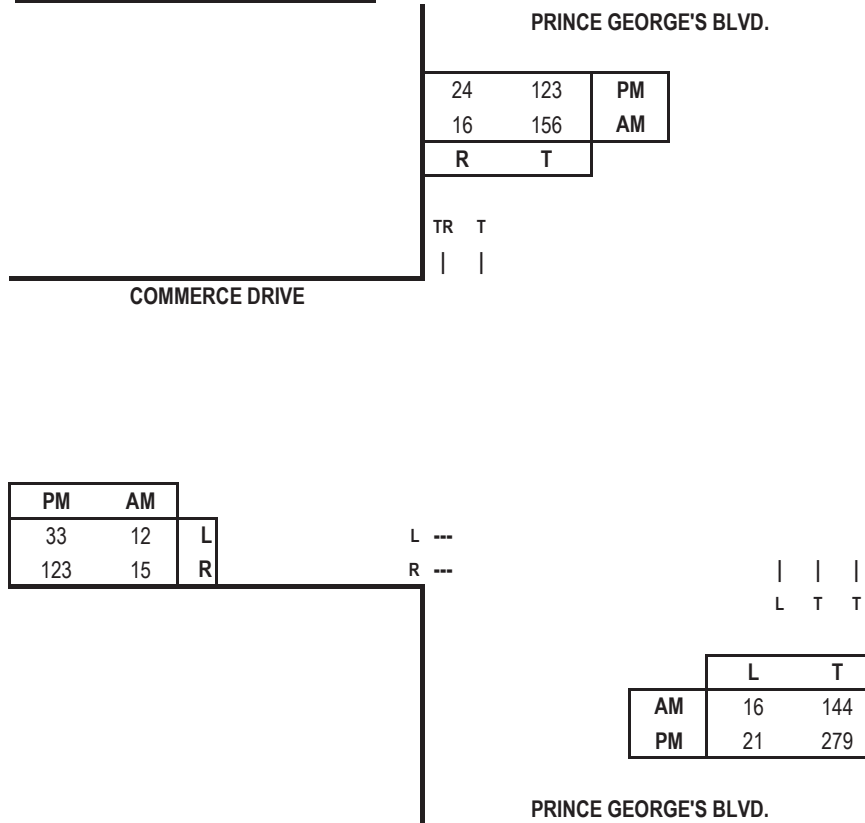 PRINCE GEORGE'S BLVD.
24 123 PM
16 156 AM
R T
TR T
| |
COMMERCE DRIVE
PM AM
33 12 L L ---
123 15 R R ---
| | |
L T T
L T
AM 16 144
PM 21 279
PRINCE GEORGE'S BLVD.